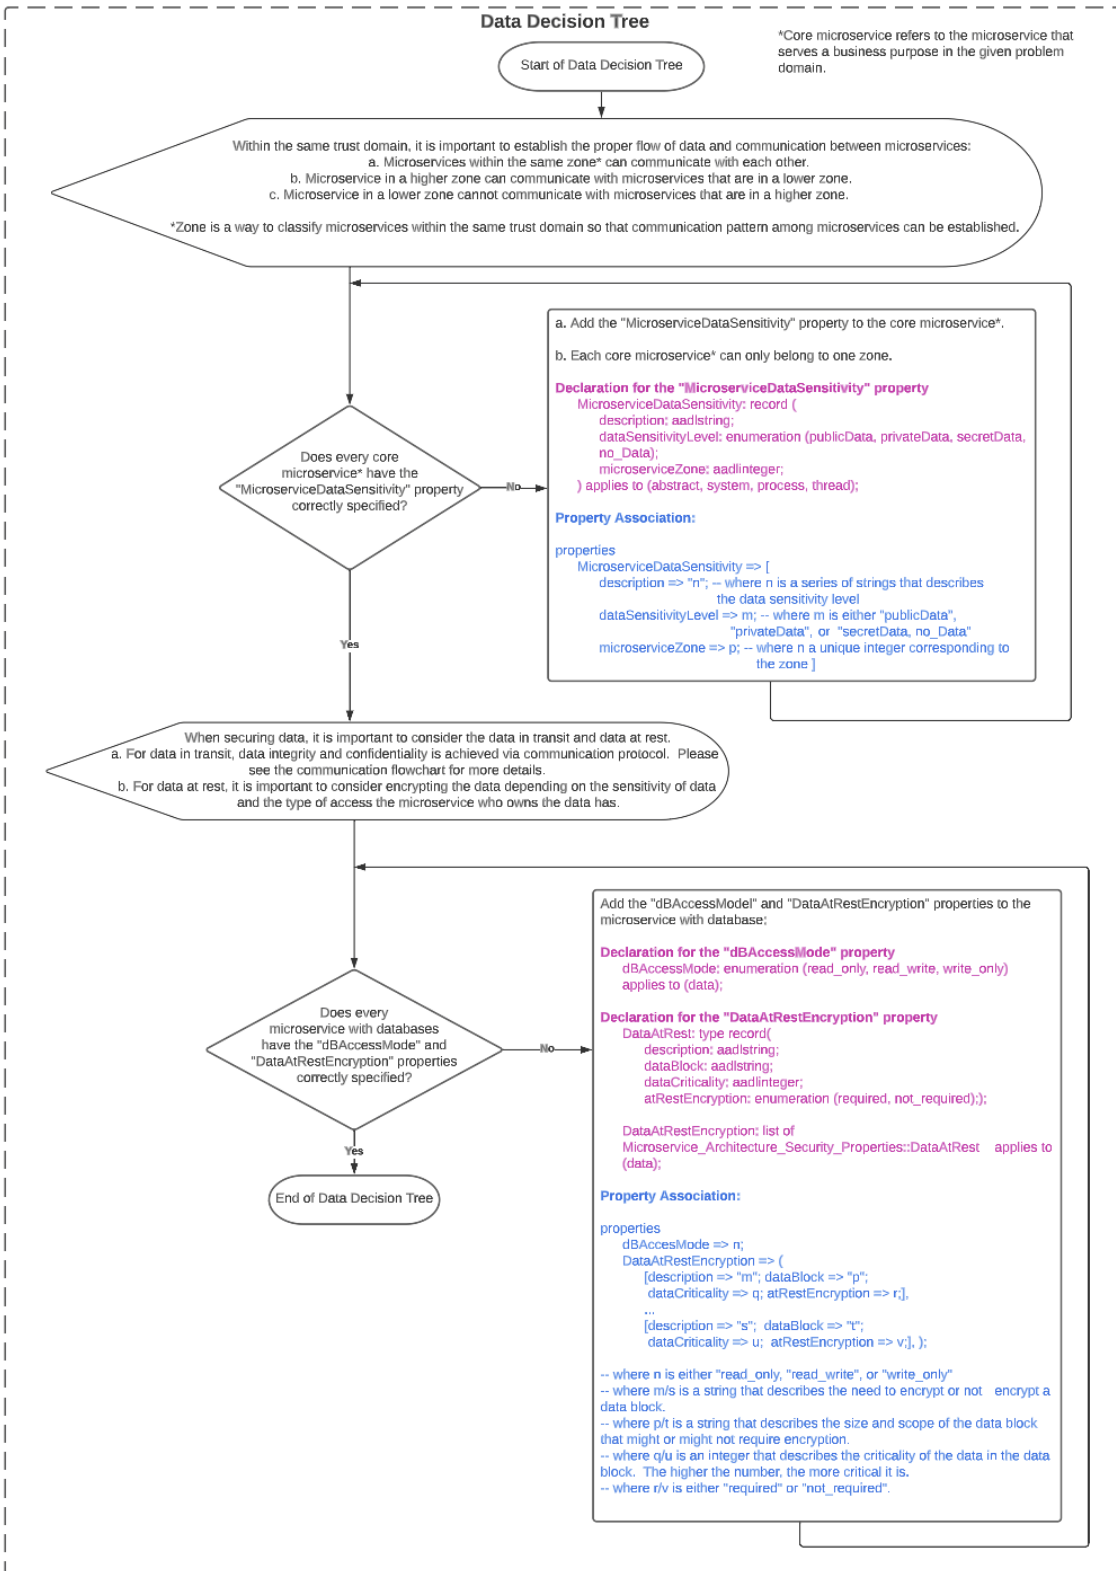 Data Decision Tree
*Core microservice refers to the microservice that
serves a business purpose in the given problem
domain.
Start of Data Decision Tree
Within the same trust domain, it is important to establish the proper flow of data and communication between microservices:
a. Microservices within the same zone* can communicate with each other.
b. Microservice in a higher zone can communicate with microservices that are in a lower zone.
c. Microservice in a lower zone cannot communicate with microservices that are in a higher zone.
*Zone is a way to classify microservices within the same trust domain so that communication pattern among microservices can be established.
Does every core
microservice* have the
"MicroserviceDataSensitivity" property
correctly specified?
No
a. Add the "MicroserviceDataSensitivity" property to the core microservice*.
b. Each core microservice* can only belong to one zone.
Declaration for the "MicroserviceDataSensitivity" property
MicroserviceDataSensitivity: record (
description: aadlstring;
dataSensitivityLevel: enumeration (publicData, privateData, secretData,
no_Data);
microserviceZone: aadlinteger;
) applies to (abstract, system, process, thread);
Property Association:
properties
MicroserviceDataSensitivity => [
description => "n"; -- where n is a series of strings that describes
the data sensitivity level
dataSensitivityLevel => m; -- where m is either "publicData",
"privateData", or "secretData, no_Data"
microserviceZone => p; -- where n a unique integer corresponding to
the zone ]
Yes
When securing data, it is important to consider the data in transit and data at rest.
a. For data in transit, data integrity and confidentiality is achieved via communication protocol. Please
see the communication flowchart for more details.
b. For data at rest, it is important to consider encrypting the data depending on the sensitivity of data
and the type of access the microservice who owns the data has.
Does every
microservice with databases
have the "dBAccessMode" and
"DataAtRestEncryption" properties
correctly specified?
No
Add the "dBAccessModel" and "DataAtRestEncryption" properties to the
microservice with database:
Declaration for the "dBAccessMode" property
dBAccessMode: enumeration (read_only, read_write, write_only)
applies to (data);
Declaration for the "DataAtRestEncryption" property
DataAtRest: type record(
description: aadlstring;
dataBlock: aadlstring;
dataCriticality: aadlinteger;
atRestEncryption: enumeration (required, not_required););
DataAtRestEncryption: list of
Microservice_Architecture_Security_Properties::DataAtRest applies to
(data);
Property Association:
properties
dBAccesMode => n;
DataAtRestEncryption => (
[description => "m"; dataBlock => "p";
dataCriticality => q; atRestEncryption => r;],
...
[description => "s"; dataBlock => "t";
dataCriticality => u; atRestEncryption => v;], );
-- where n is either "read_only, "read_write", or "write_only"
-- where m/s is a string that describes the need to encrypt or not encrypt a
data block.
-- where p/t is a string that describes the size and scope of the data block
that might or might not require encryption.
-- where q/u is an integer that describes the criticality of the data in the data
block. The higher the number, the more critical it is.
-- where r/v is either "required" or "not_required".
Yes
End of Data Decision Tree